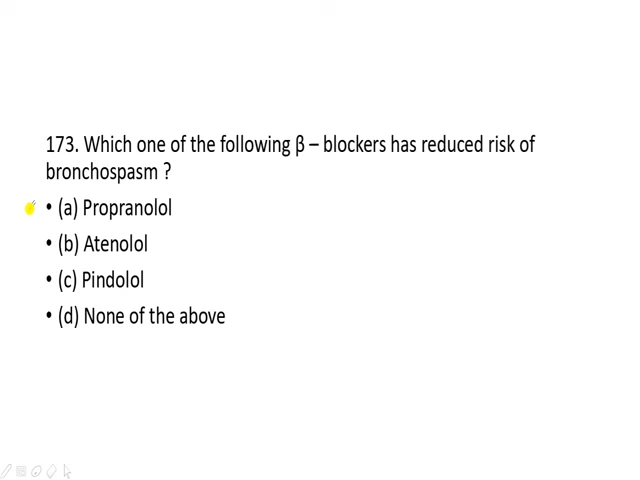 173. Which one of the following β – blockers has reduced risk of
bronchospasm ?
• (a) Propranolol
• (b) Atenolol
• (c) Pindolol
• (d) None of the above